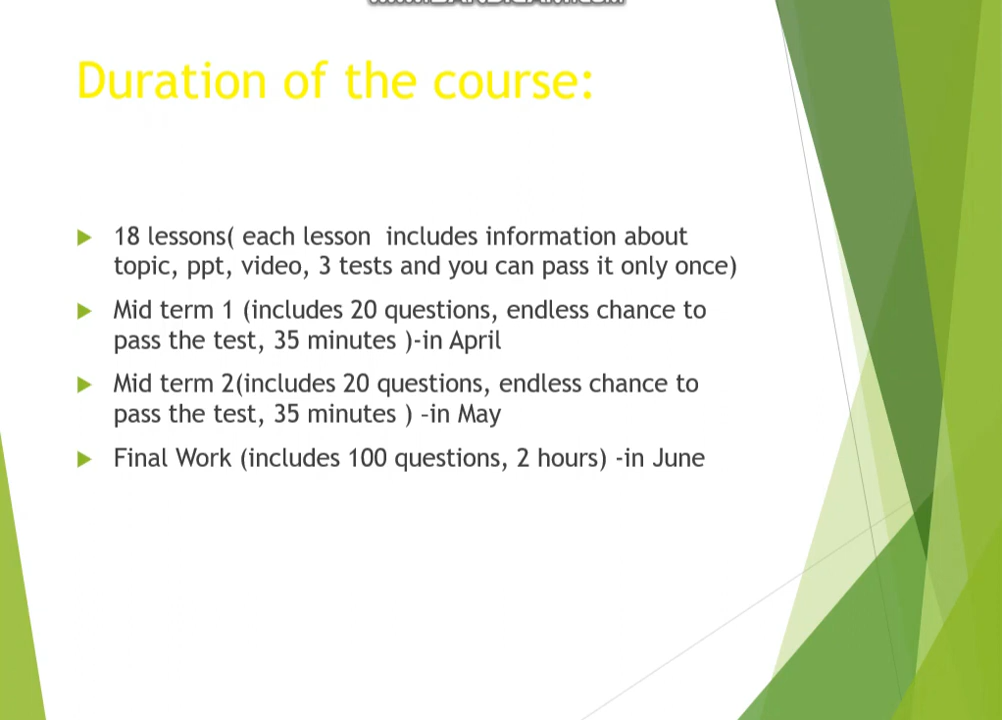 Duration of the course:
18 lessons( each lesson includes information about
topic, ppt, video, 3 tests and you can pass it only once)
Mid term 1 (includes 20 questions, endless chance to
pass the test, 35 minutes )-in April
Mid term 2(includes 20 questions, endless chance to
pass the test, 35 minutes ) -in May
Final Work (includes 100 questions, 2 hours) -in June